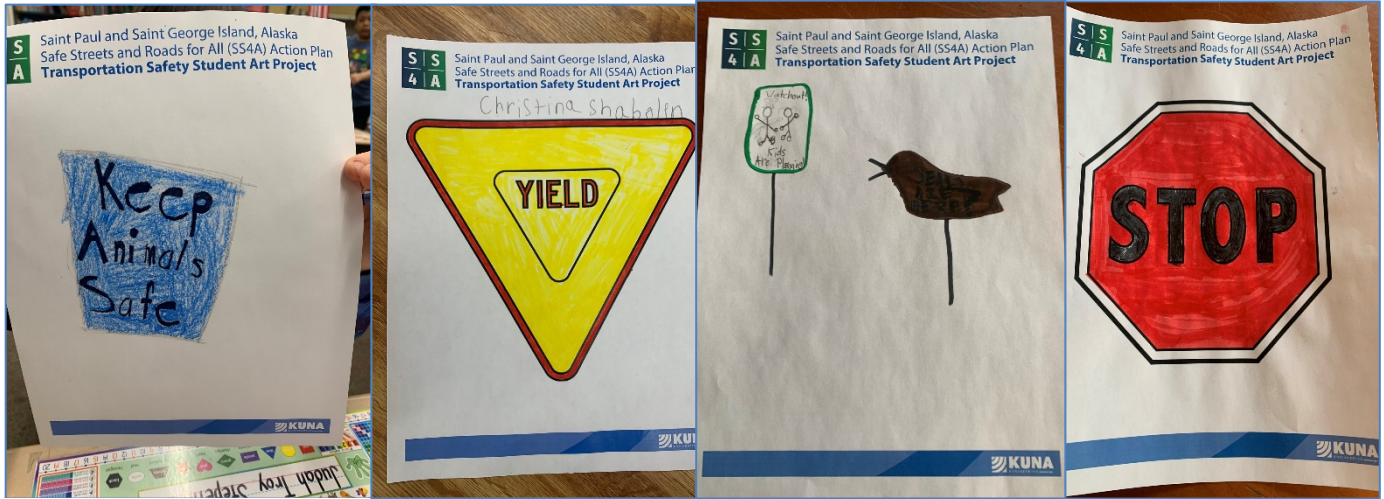 S
A
Saint Paul and Saint George Island, Alaska
Safe Streets and Roads for All (SS4A) Action Plan
Transportation Safety Student Art Project
Keep
Animals
Safe
KUNA
Judah Troy
S S
4 A
Saint Paul and Saint George Island, Alaska
Safe Streets and Roads for All (SS4A) Action Plan
Transportation Safety Student Art Project
Christina Shabolin
YIELD
KU
S S
4 A
Saint Paul and Saint George Island, Alaska
Safe Streets and Roads for All (SS4A) Action Plan
Transportation Safety Student Art Project
Watchout!
Kids
Are
KUNA
S S
4 A
Saint Paul and Saint George Island, Alaska
Safe Streets and Roads for All (SS4A) Action Plan
Transportation Safety Student Art Project
STOP
KUNA